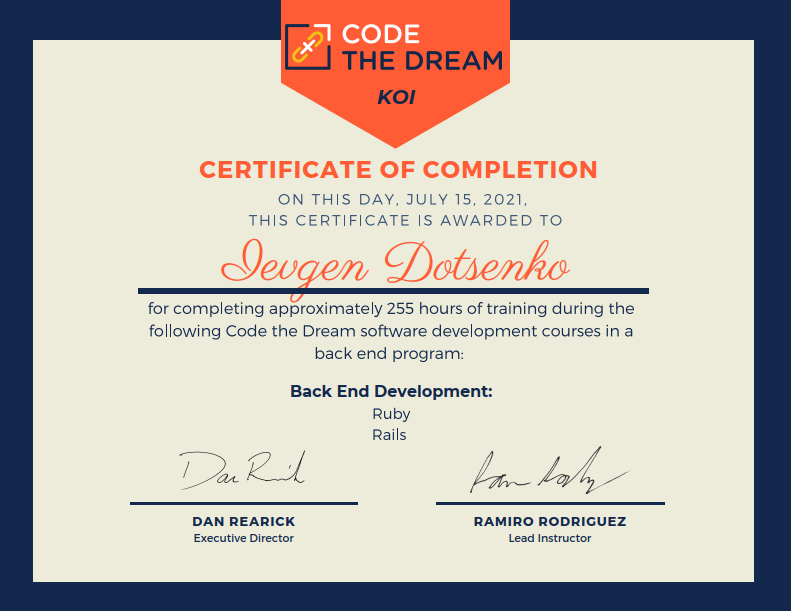 CODE
THE DREAM
KOI
CERTIFICATE OF COMPLETION
ON THIS DAY, JULY 15, 2021,
THIS CERTIFICATE IS AWARDED TO
Ievgen Dotsenko
for completing approximately 255 hours of training during the
following Code the Dream software development courses in a
back end program:
Back End Development:
Ruby
Rails
Dan Rearick
DAN REARICK
Executive Director
RAMIRO RODRIGUEZ
Lead Instructor